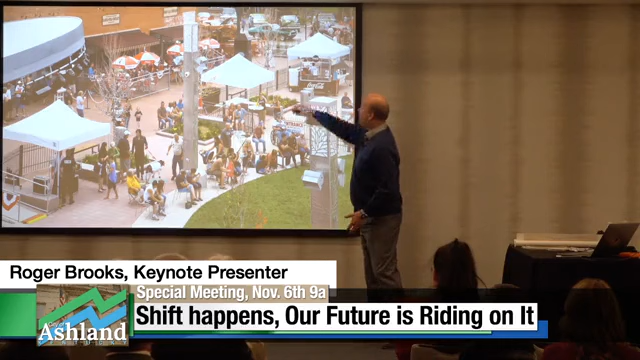 Roger Brooks, Keynote Presenter
Special Meeting, Nov. 6th 9a
Shift happens, Our Future is Riding on It
Ashland